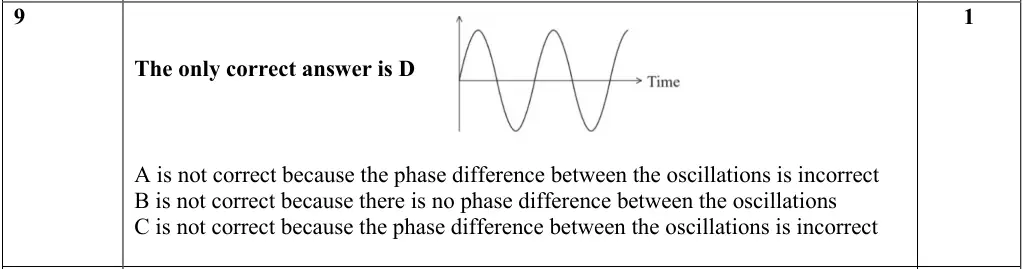 9
1
The only correct answer is D
Time
A is not correct because the phase difference between the oscillations is incorrect
B is not correct because there is no phase difference between the oscillations
C is not correct because the phase difference between the oscillations is incorrect